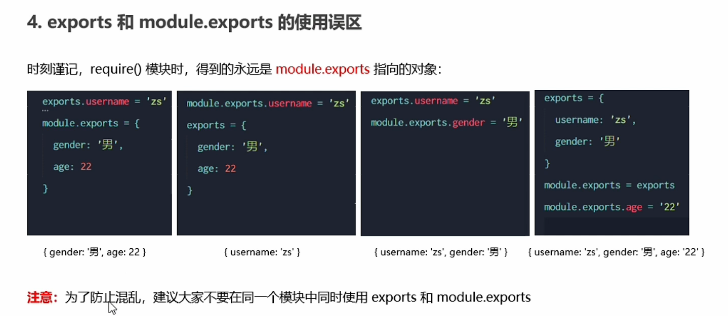 4. exports 和 module.exports 的使用误区
时刻谨记，require() 模块时，得到的永远是 module.exports 指向的对象：
exports.username = 'zs'
module.exports = {
gender: '男',
age: 22
}
{ gender: '男', age: 22 }
module.exports.username = 'zs'
exports = {
gender: '男',
age: 22
}
{ username: 'zs' }
exports.username = 'zs'
module.exports.gender = '男'
{ username: 'zs', gender: '男' }
exports = {
username: 'zs',
gender: '男'
}
module.exports = exports
module.exports.age = '22'
{ username: 'zs', gender: '男', age: '22' }
注意：为了防止混乱，建议大家不要在同一个模块中同时使用 exports 和 module.exports